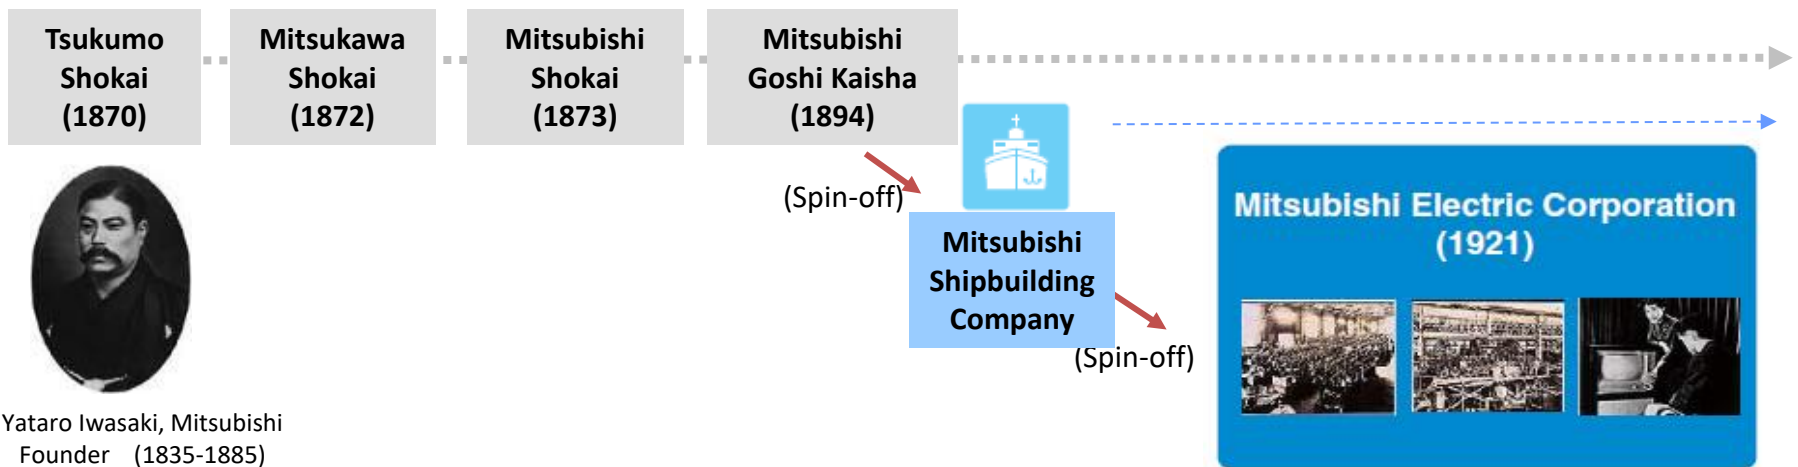 Tsukumo
Shokai
(1870)
Mitsukawa
Shokai
(1872)
Mitsubishi
Shokai
(1873)
Mitsubishi
Goshi Kaisha
(1894)
(Spin-off)
Mitsubishi
Shipbuilding
Company
(Spin-off)
Mitsubishi Electric Corporation
(1921)
Yataro Iwasaki, Mitsubishi
Founder (1835-1885)